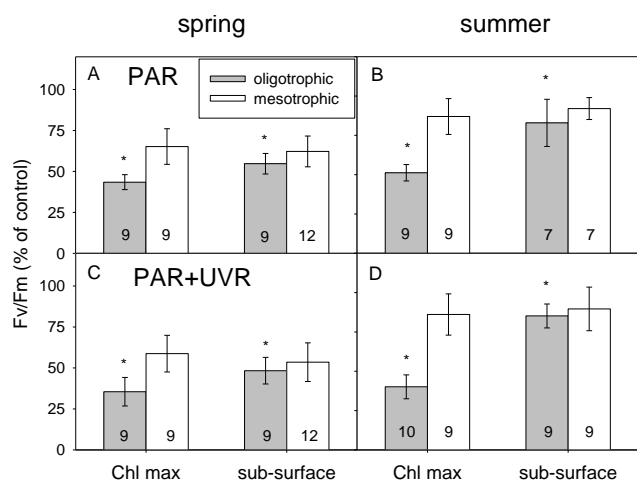 spring summer
A PAR
oligotrophic
mesotrophic
B
100
75
50
25
0
* * * *
9 9 9 12 9 9 7 7
C PAR+UVR
D
100
75
50
25
0
* * * *
9 9 9 12 10 9 9 9
Chl max sub-surface Chl max sub-surface
Fv/Fm (% of control)